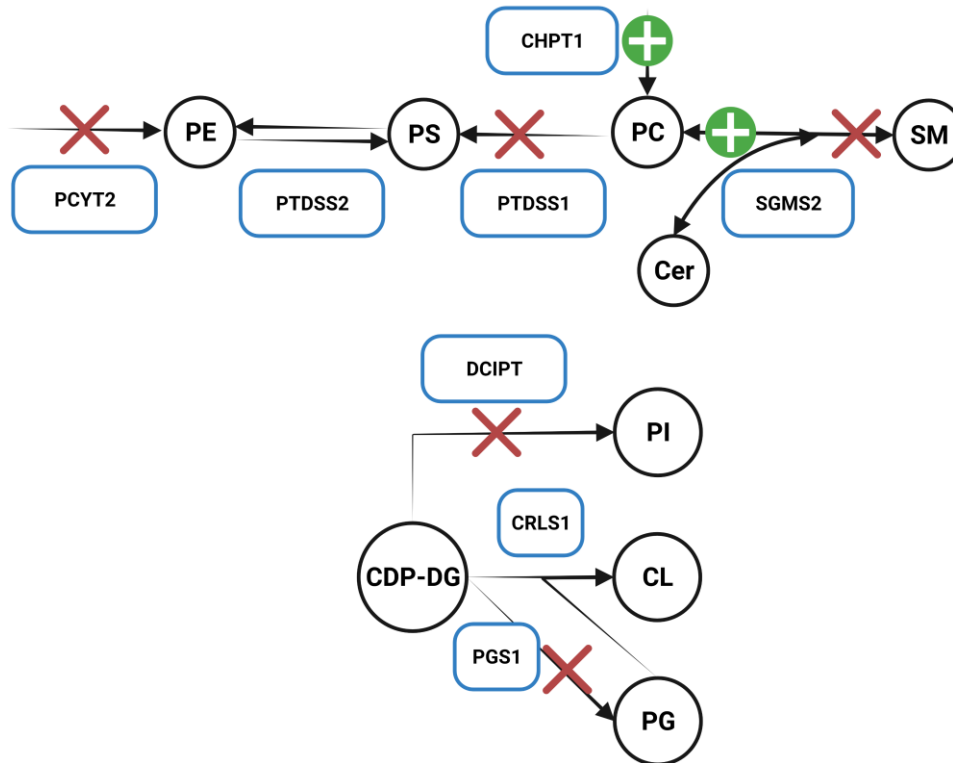 CHPT1
PE
PS
PC
SM
PCYT2
PTDSS2
PTDSS1
SGMS2
Cer
DCIPT
PI
CRLS1
CDP-DG
CL
PGS1
PG